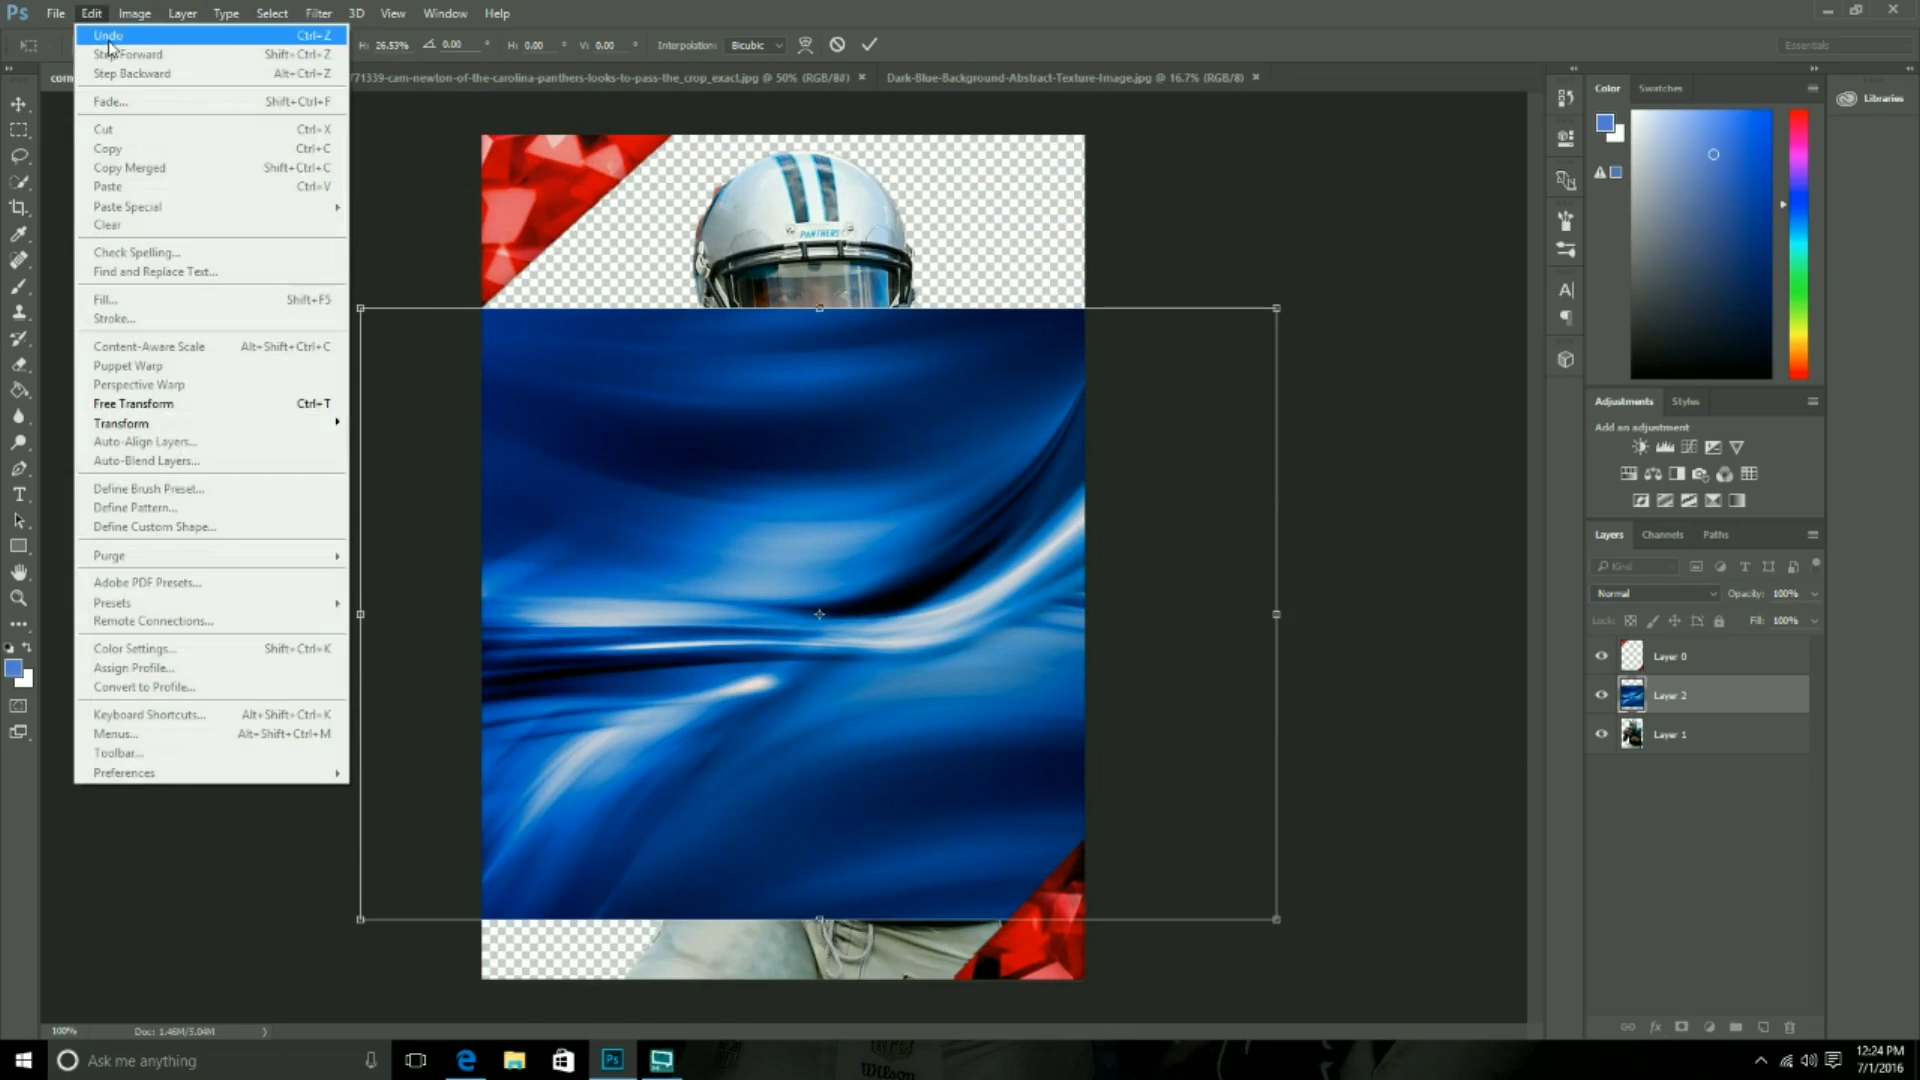 Ps File Edit Image Layer Type Select Filter 3D View Window Help
H: 26.53% 0.00 ° H: 0.00 ° V: 0.00 ° Interpolation: Bicubic Essentials
771339-cam-newton-of-the-carolina-panthers-looks-to-pass-the_crop_exact.jpg @ 50% (RGB/8#) × Dark-Blue-Background-Abstract-Texture-Image.jpg @ 16.7% (RGB/8) ×
Undo Ctrl+Z
Step Forward Shift+Ctrl+Z
Step Backward Alt+Ctrl+Z
Fade... Shift+Ctrl+F
Cut Ctrl+X
Copy Ctrl+C
Copy Merged Shift+Ctrl+C
Paste Ctrl+V
Paste Special
Clear
Check Spelling...
Find and Replace Text...
Fill... Shift+F5
Stroke...
Content-Aware Scale Alt+Shift+Ctrl+C
Puppet Warp
Perspective Warp
Free Transform Ctrl+T
Transform
Auto-Align Layers...
Auto-Blend Layers...
Define Brush Preset...
Define Pattern...
Define Custom Shape...
Purge
Adobe PDF Presets...
Presets
Remote Connections...
Color Settings... Shift+Ctrl+K
Assign Profile...
Convert to Profile...
Keyboard Shortcuts... Alt+Shift+Ctrl+K
Menus... Alt+Shift+Ctrl+M
Toolbar...
Preferences
PANTHERS
Color Swatches
Libraries
Adjustments Styles
Add an adjustment
Layers Channels Paths
Kind
Normal Opacity: 100%
Lock: Fill: 100%
Layer 0
Layer 2
Layer 1
100% Doc: 1.46M/5.04M
Ask me anything
Wilson
12:24 PM
7/1/2016